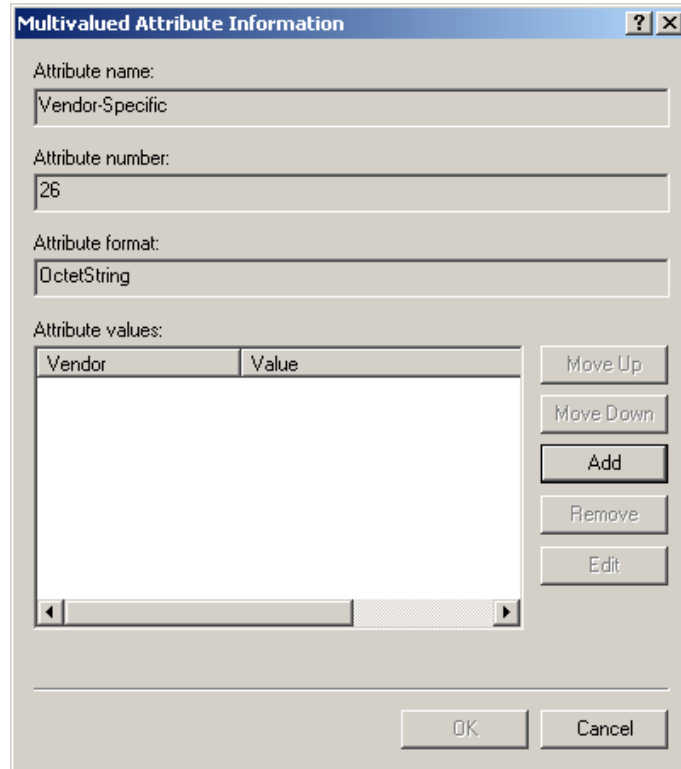 Multivalued Attribute Information
Attribute name:
Vendor-Specific
Attribute number:
26
Attribute format:
OctetString
Attribute values:
Vendor Value
Move Up
Move Down
Add
Remove
Edit
OK Cancel